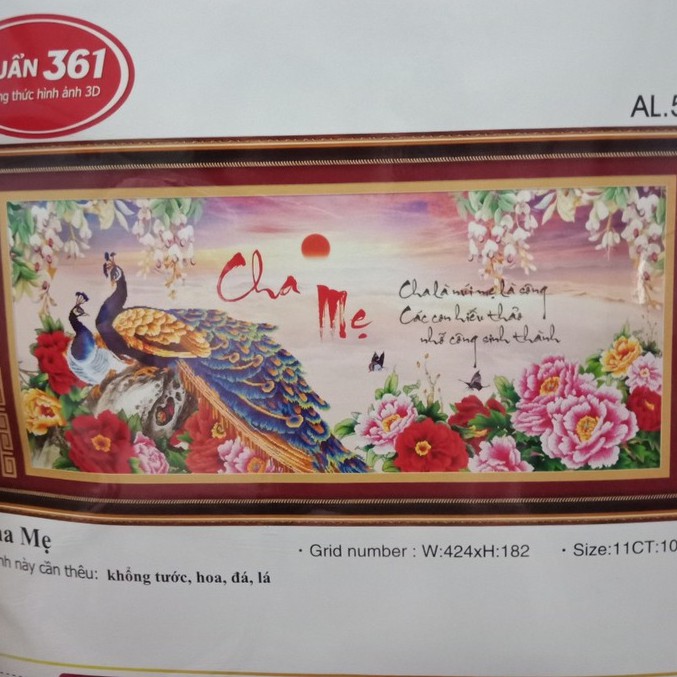 UẨN 361
ng thức hình ảnh 3D
AL.5
Cha
Mẹ
Cha là núi mẹ là sông
Các con hiếu thảo
nhớ công sinh thành
a Mẹ
nh này cần thêu: khổng tước, hoa, đá, lá
· Grid number : W:424xH:182
· Size:11CT:10